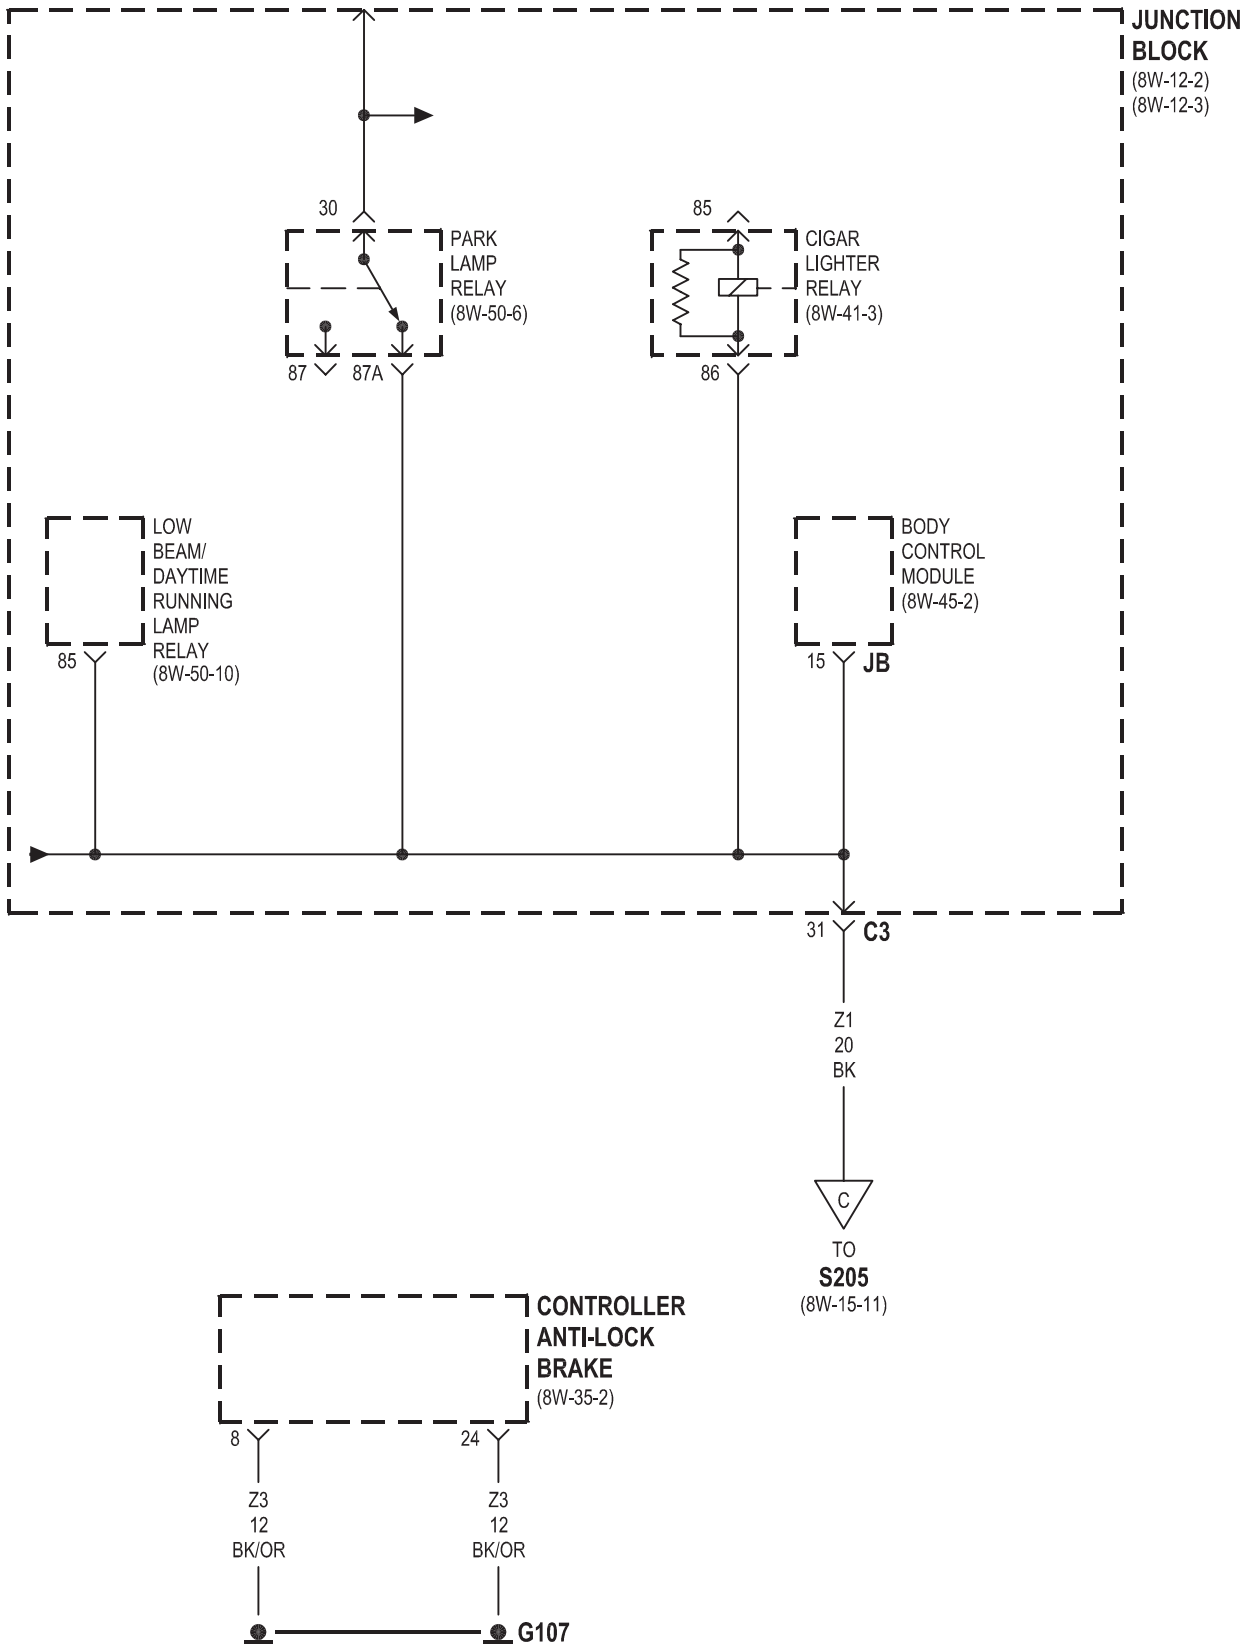 JUNCTION
BLOCK
(8W-12-2)
(8W-12-3)
30
PARK
LAMP
RELAY
(8W-50-6)
87
87A
85
CIGAR
LIGHTER
RELAY
(8W-41-3)
86
LOW
BEAM/
DAYTIME
RUNNING
LAMP
RELAY
(8W-50-10)
85
BODY
CONTROL
MODULE
(8W-45-2)
15
JB
31
C3
Z1
20
BK
C
TO
S205
(8W-15-11)
CONTROLLER
ANTI-LOCK
BRAKE
(8W-35-2)
8
24
Z3
12
BK/OR
Z3
12
BK/OR
G107